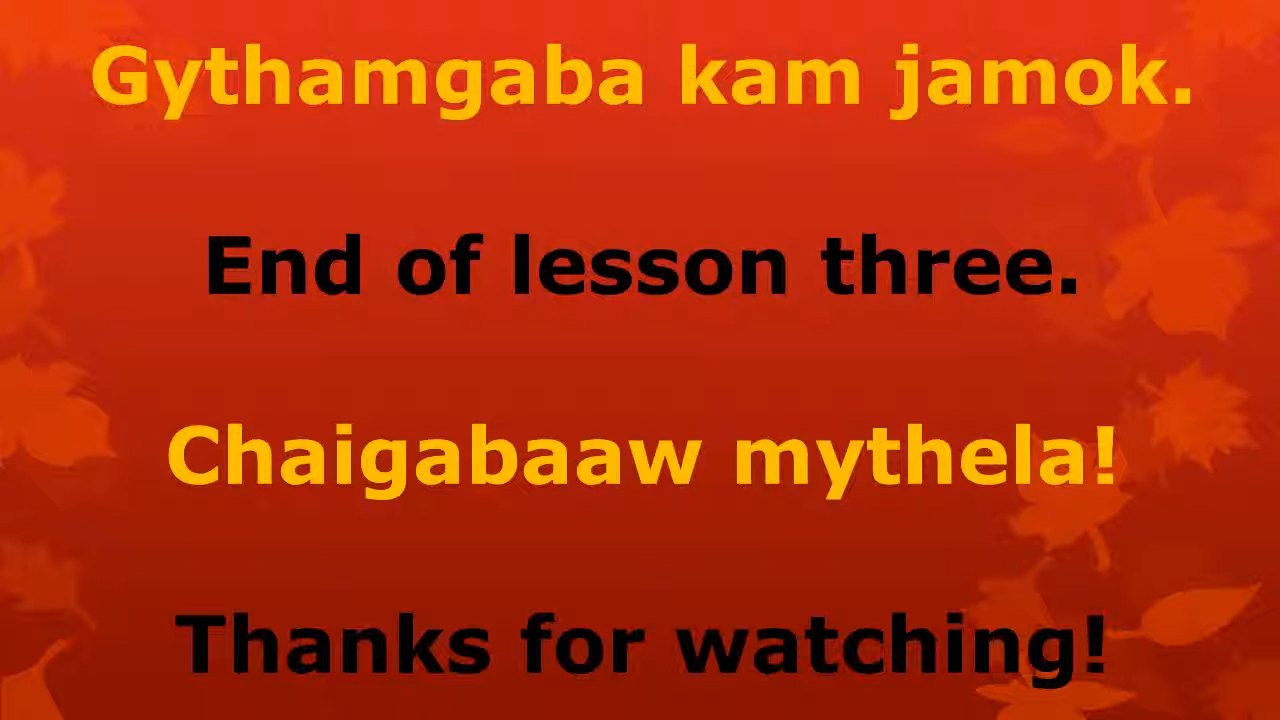 Gythamgaba kam jamok.
End of lesson three.
Chaigabaaw mythela!
Thanks for watching!